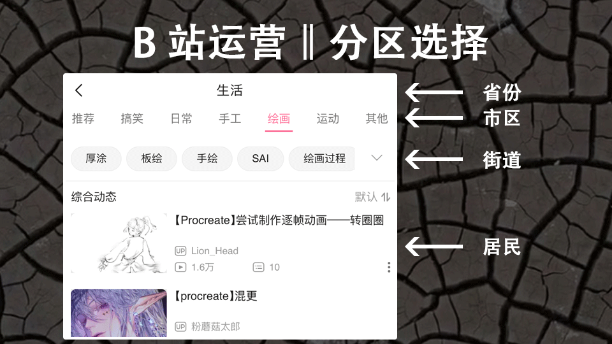 B 站运营 || 分区选择
生活
省份
推荐 搞笑 日常 手工 绘画 运动 其他
市区
厚涂 板绘 手绘 SAI 绘画过程
街道
综合动态 默认
【Procreate】尝试制作逐帧动画——转圈圈
UP Lion_Head
居民
1.6万 10
【procreate】混更
UP 粉蘑菇太郎